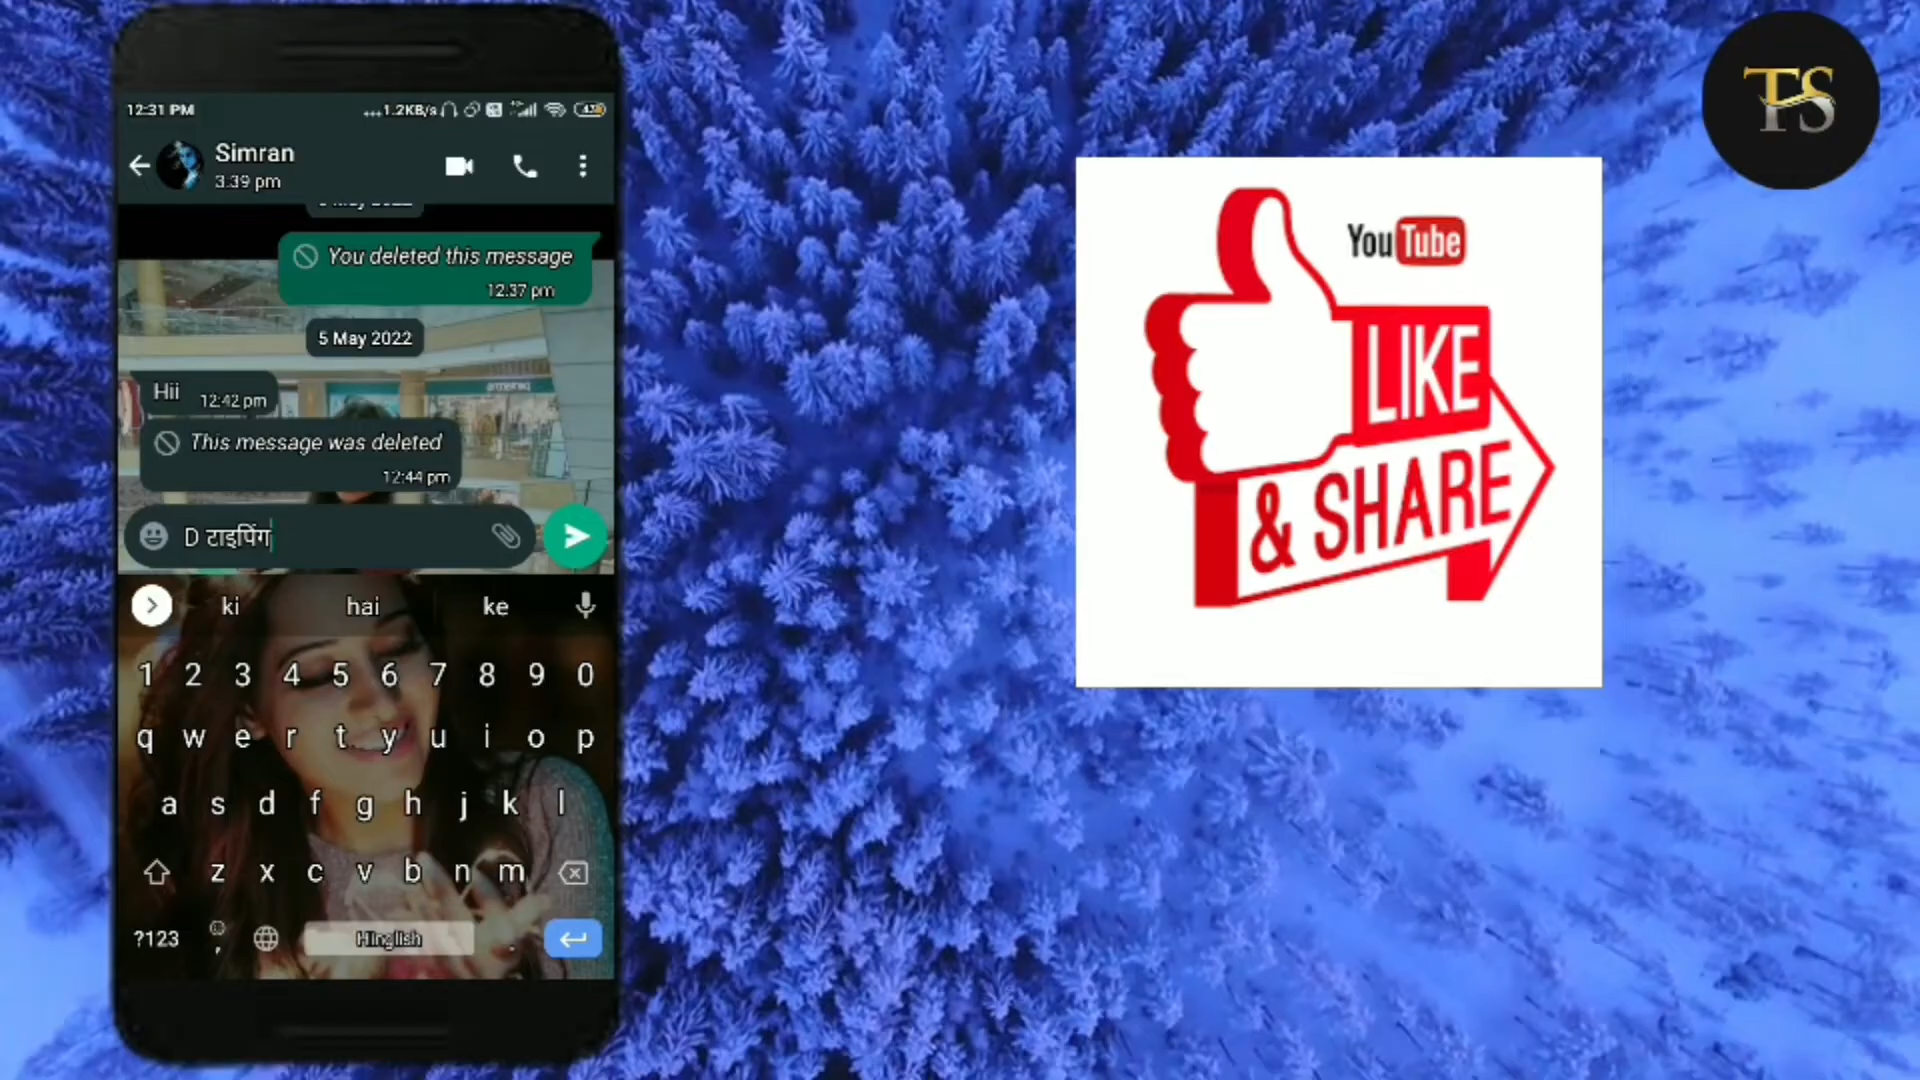 12:31 PM
1.2KB/s
Simran
3.39 pm
You deleted this message
12.37 pm
5 May 2022
Hii 12:42 pm
This message was deleted
12:44 pm
D टाइपिंग
ki hai ke
1 2 3 4 5 6 7 8 9 0
q w e r t y u i o p
a s d f g h j k l
z x c v b n m
?123 , Hinglish .
YouTube
LIKE
& SHARE
TS